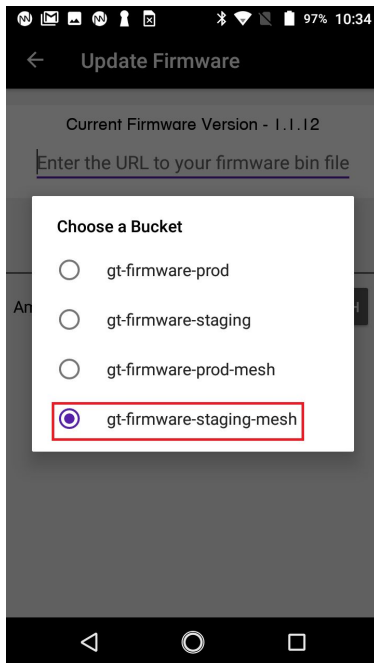 97% 10:34
Update Firmware
Current Firmware Version - 1.1.12
Enter the URL to your firmware bin file
Choose a Bucket
gt-firmware-prod
gt-firmware-staging
An
H
gt-firmware-prod-mesh
gt-firmware-staging-mesh